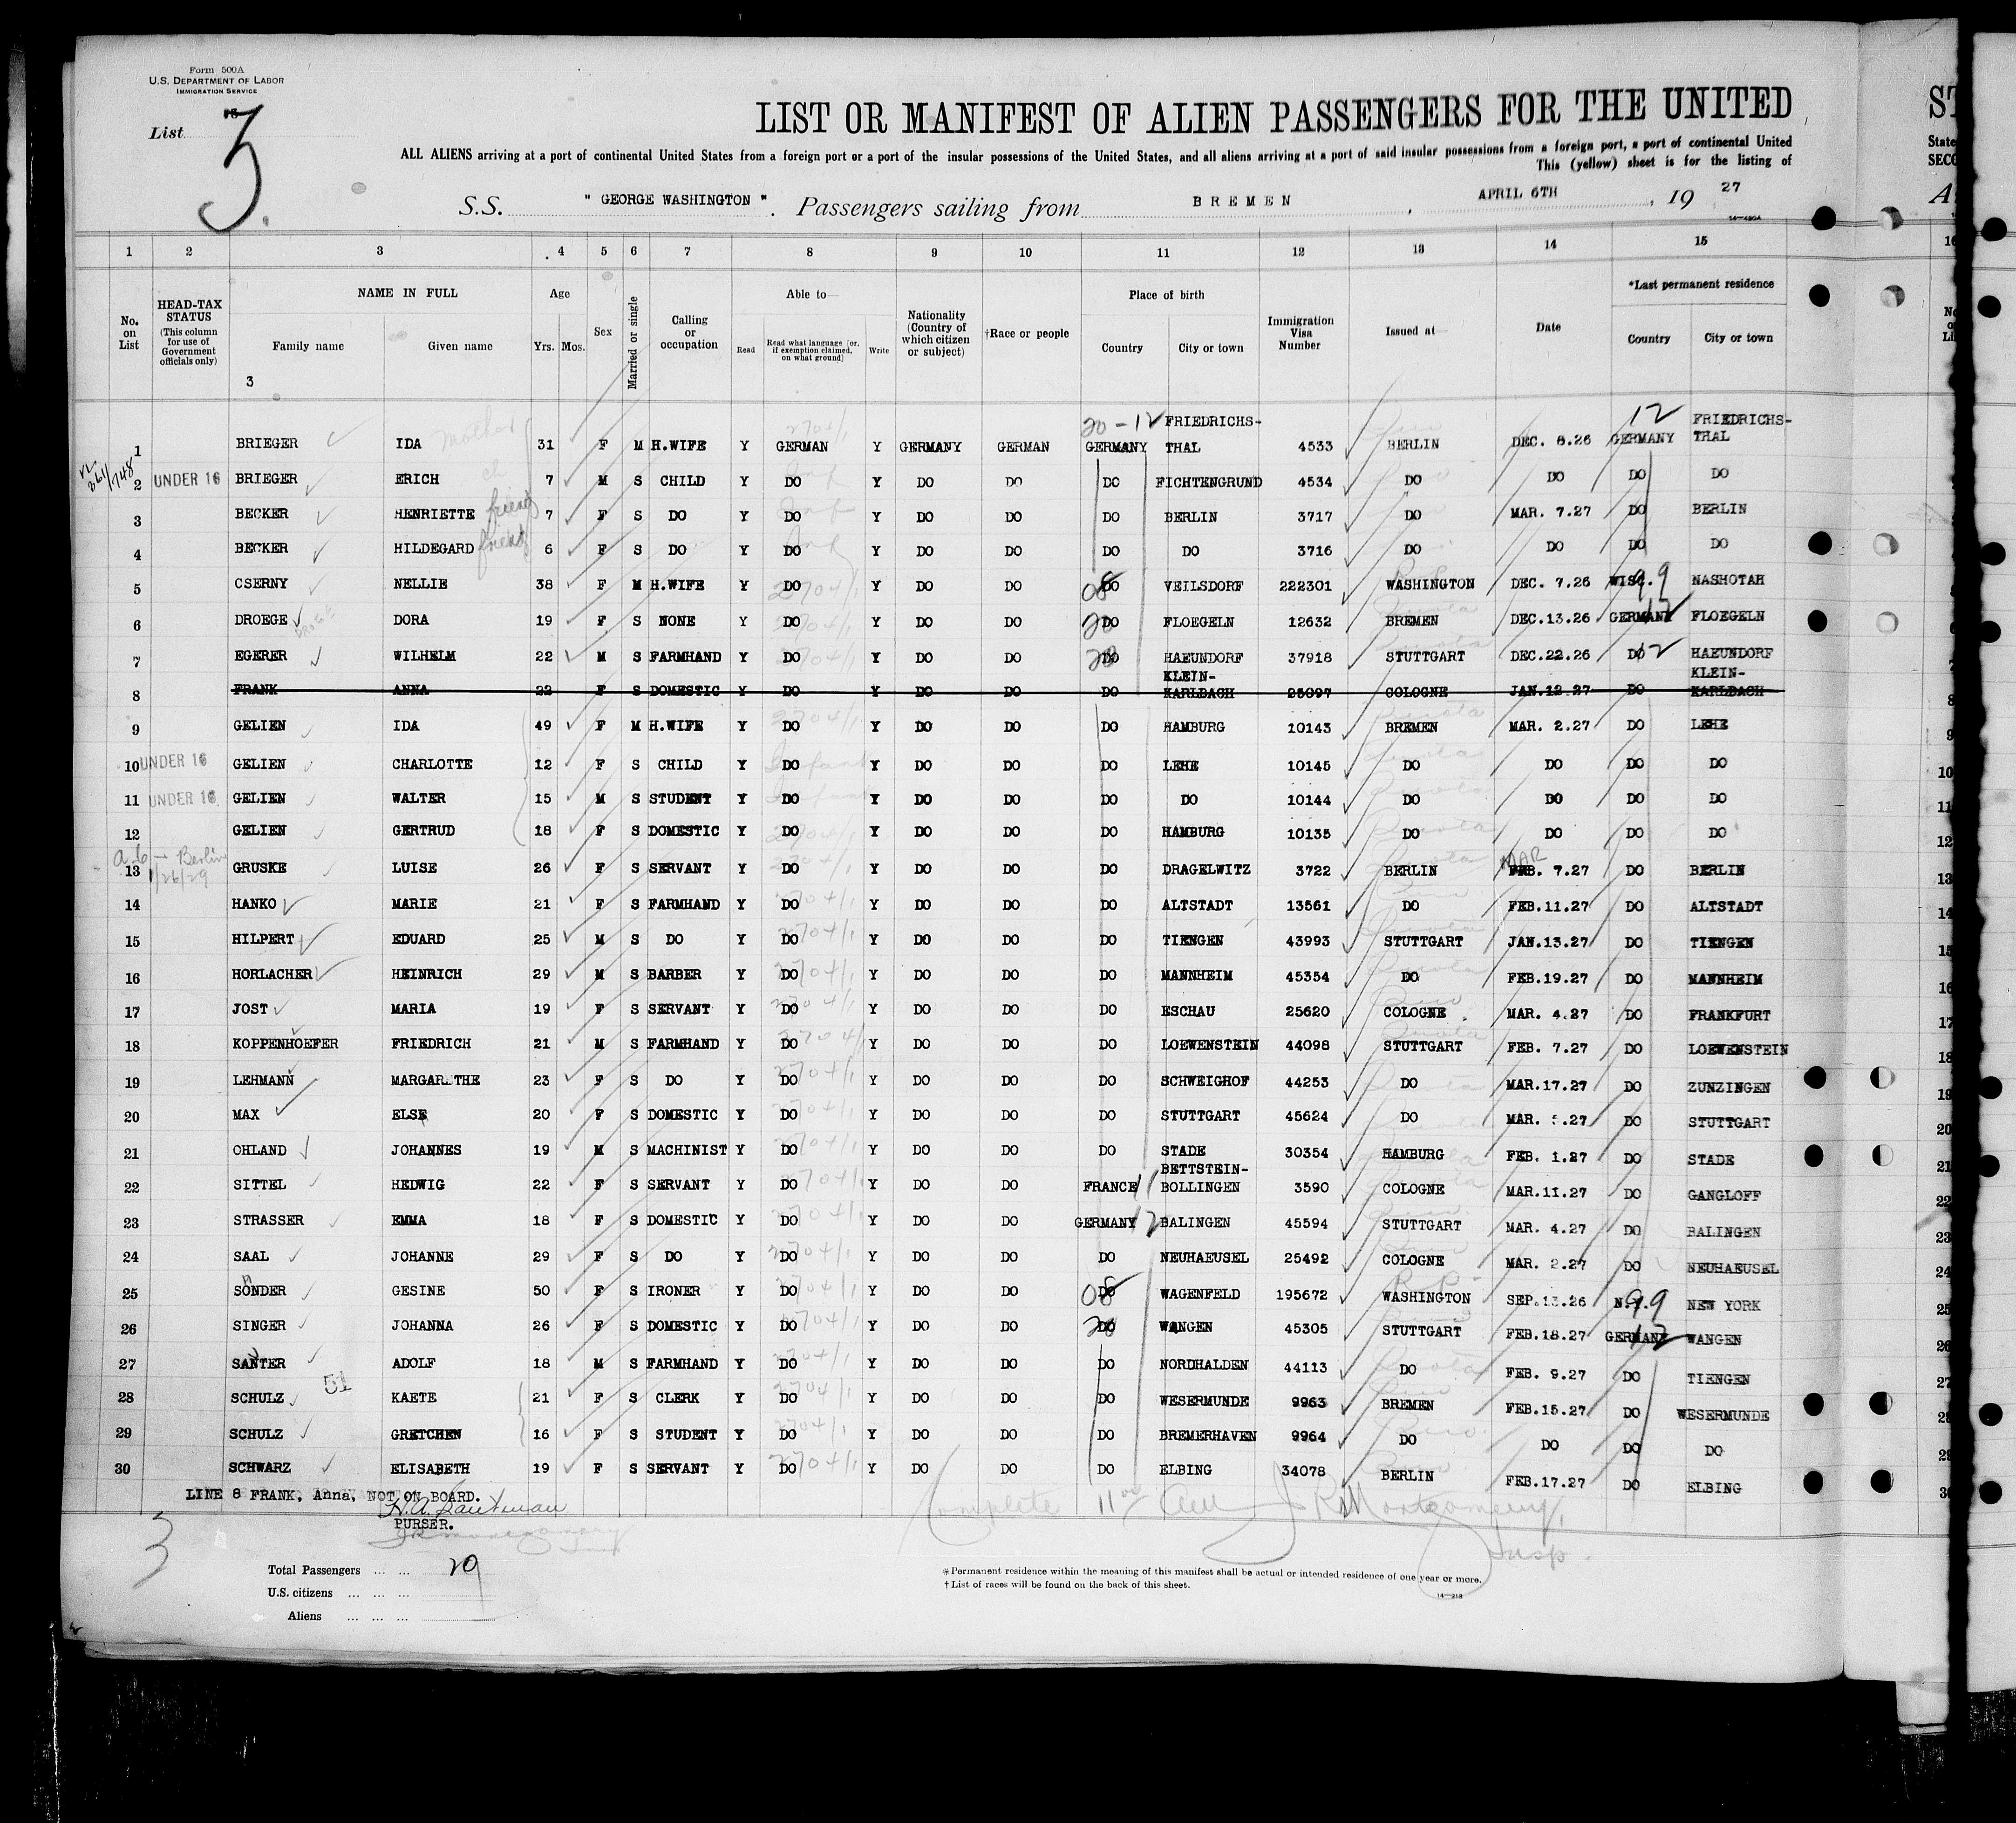 Form 500A
U.S. DEPARTMENT OF LABOR
IMMIGRATION SERVICE
List 3
LIST OR MANIFEST OF ALIEN PASSENGERS FOR THE UNITED
ALL ALIENS arriving at a port of continental United States from a foreign port or a port of the insular possessions of the United States, and all aliens arriving at a port of said insular possessions from a foreign port, a port of continental United
This (yellow) sheet is for the listing of
S.S. " GEORGE WASHINGTON ". Passengers sailing from BREMEN, APRIL 6TH, 19 27
1 2 3 4 5 6 7 8 9 10 11 12 13 14 15
No. on List
HEAD-TAX STATUS (This column for use of Government officials only)
NAME IN FULL Family name Given name
Age Yrs. Mos.
Sex
Married or single
Calling or occupation
Able to— Read Read what language [or, if exemption claimed, on what ground] Write
Nationality (Country of which citizen or subject)
†Race or people
Place of birth Country City or town
Immigration Visa Number
Issued at—
Date
*Last permanent residence Country City or town
3
1 BRIEGER IDA mother 31 F M H.WIFE Y GERMAN Y GERMANY GERMAN 20-12 GERMANY FRIEDRICHS-THAL 4533 BERLIN DEC. 8.26 12 GERMANY FRIEDRICHS-THAL
2 UNDER 16 BRIEGER ERICH ch 7 M S CHILD Y DO Y DO DO DO FICHTENGRUND 4534 DO DO DO DO
3 BECKER HENRIETTE friend 7 F S DO Y DO Y DO DO DO BERLIN 3717 DO MAR. 7.27 DO BERLIN
4 BECKER HILDEGARD friend 6 F S DO Y DO Y DO DO DO DO 3716 DO DO DO DO
5 CSERNY NELLIE 38 F M H.WIFE Y DO Y DO DO DO 08 VEILSDORF 222301 WASHINGTON DEC. 7.26 WISC. 99 NASHOTAH
6 DROEGE DORA 19 F S NONE Y DO Y DO DO DO 20 FLOEGELN 12632 BREMEN DEC.13.26 GERMANY 12 FLOEGELN
7 EGERER WILHELM 22 M S FARMHAND Y DO Y DO DO DO 20 HAEUNDORF 37918 STUTTGART DEC.22.26 DO 12 HAEUNDORF
8 FRANK ANNA 22 F S DOMESTIC Y DO Y DO DO DO KLEIN-KARLBACH 25097 COLOGNE JAN.12.27 DO KLEIN-KARLBACH
9 GELIEN IDA 49 F M H.WIFE Y DO Y DO DO DO HAMBURG 10143 BREMEN MAR. 2.27 DO LEHE
10 UNDER 16 GELIEN CHARLOTTE 12 F S CHILD Y DO Y DO DO DO LEHE 10145 DO DO DO DO
11 UNDER 16 GELIEN WALTER 15 M S STUDENT Y DO Y DO DO DO DO 10144 DO DO DO DO
12 GELIEN GERTRUD 18 F S DOMESTIC Y DO Y DO DO DO HAMBURG 10135 DO DO DO DO
13 Berlin 1/26/29 GRUSKE LUISE 26 F S SERVANT Y DO Y DO DO DO DRAGELWITZ 3722 BERLIN MAR FEB. 7.27 DO BERLIN
14 HANKO MARIE 21 F S FARMHAND Y DO Y DO DO DO ALTSTADT 13561 DO FEB.11.27 DO ALTSTADT
15 HILPERT EDUARD 25 M S DO Y DO Y DO DO DO TIENGEN 43993 STUTTGART JAN.13.27 DO TIENGEN
16 HORLACHER HEINRICH 29 M S BARBER Y DO Y DO DO DO MANNHEIM 45354 DO FEB.19.27 DO MANNHEIM
17 JOST MARIA 19 F S SERVANT Y DO Y DO DO DO ESCHAU 25620 COLOGNE MAR. 4.27 DO FRANKFURT
18 KOPPENHOEFER FRIEDRICH 21 M S FARMHAND Y DO Y DO DO DO LOEWENSTEIN 44098 STUTTGART FEB. 7.27 DO LOEWENSTEIN
19 LEHMANN MARGARETHE 23 F S DO Y DO Y DO DO DO SCHWEIGHOF 44253 DO MAR.17.27 DO ZUNZINGEN
20 MAX ELSE 20 F S DOMESTIC Y DO Y DO DO DO STUTTGART 45624 DO MAR. .27 DO STUTTGART
21 OHLAND JOHANNES 19 M S MACHINIST Y DO Y DO DO DO STADE 30354 HAMBURG FEB. 1.27 DO STADE
22 SITTEL HEDWIG 22 F S SERVANT Y DO Y DO DO FRANCE BETTSTEIN-BOLLINGEN 3590 COLOGNE MAR.11.27 DO GANGLOFF
23 STRASSER EMMA 18 F S DOMESTIC Y DO Y DO DO GERMANY 12 BALINGEN 45594 STUTTGART MAR. 4.27 DO BALINGEN
24 SAAL JOHANNE 29 F S DO Y DO Y DO DO DO NEUHAEUSEL 25492 COLOGNE MAR. 2.27 DO NEUHAEUSEL
25 SONDER GESINE 50 F S IRONER Y DO Y DO DO DO 08 WAGENFELD 195672 WASHINGTON SEP.13.26 N.Y. 99 NEW YORK
26 SINGER JOHANNA 26 F S DOMESTIC Y DO Y DO DO DO 20 WANGEN 45305 STUTTGART FEB.18.27 GERMANY 12 WANGEN
27 SANTER ADOLF 18 M S FARMHAND Y DO Y DO DO DO NORDHALDEN 44113 DO FEB. 9.27 DO TIENGEN
28 SCHULZ 51 KAETE 21 F S CLERK Y DO Y DO DO DO WESERMUNDE 9963 BREMEN FEB.15.27 DO WESERMUNDE
29 SCHULZ GRETCHEN 16 F S STUDENT Y DO Y DO DO DO BREMERHAVEN 9964 DO DO DO DO
30 SCHWARZ ELISABETH 19 F S SERVANT Y DO Y DO DO DO ELBING 34078 BERLIN FEB.17.27 DO ELBING
LINE 8 FRANK, Anna, NOT ON BOARD.
PURSER.
Complete J R Montgomery, Insp.
3
Total Passengers ... ... 29
U.S. citizens ... ... ...
Aliens ... ... ...
*Permanent residence within the meaning of this manifest shall be actual or intended residence of one year or more.
†List of races will be found on the back of this sheet.